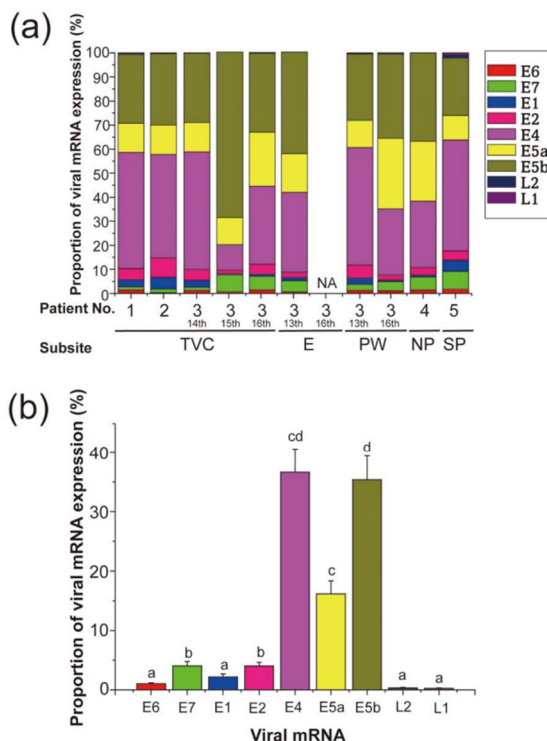 (a)
Proportion of viral mRNA expression (%)
100
90
80
70
60
50
40
30
20
10
0
NA
E6
E7
E1
E2
E4
E5a
E5b
L2
L1
Patient No. 1 2 3 3 3 3 3 3 3 4 5
14th 15th 16th 13th 16th 13th 16th
Subsite TVC E PW NP SP
(b)
Proportion of viral mRNA expression (%)
40
30
20
10
0
a b a b cd c d a a
E6 E7 E1 E2 E4 E5a E5b L2 L1
Viral mRNA